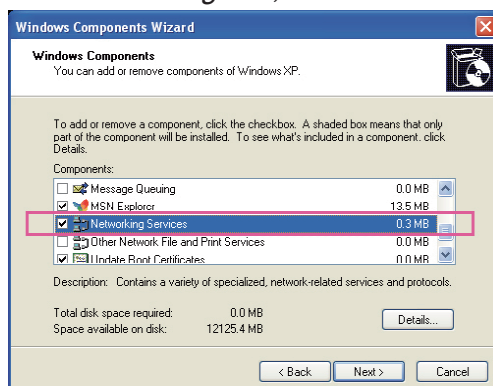 Windows Components Wizard
Windows Components
You can add or remove components of Windows XP.
To add or remove a component, click the checkbox. A shaded box means that only
part of the component will be installed. To see what's included in a component, click
Details.
Components:
Message Queuing 0.0 MB
MSN Explorer 13.5 MB
Networking Services 0.3 MB
Other Network File and Print Services 0.0 MB
Update Root Certificates 0.0 MB
Description: Contains a variety of specialized, network-related services and protocols.
Total disk space required: 0.0 MB
Space available on disk: 12125.4 MB
Details...
< Back Next > Cancel